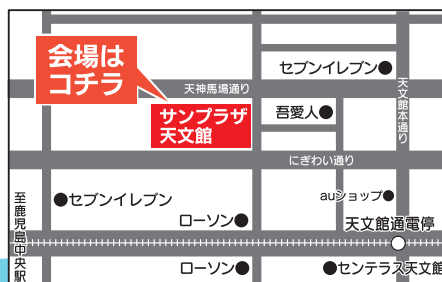 会場は
コチラ
セブンイレブン
天神馬場通り
天文館本通り
サンプラザ
天文館
吾愛人
にぎわい通り
至鹿児島中央駅
セブンイレブン
auショップ
ローソン
天文館通電停
ローソン
センテラス天文館